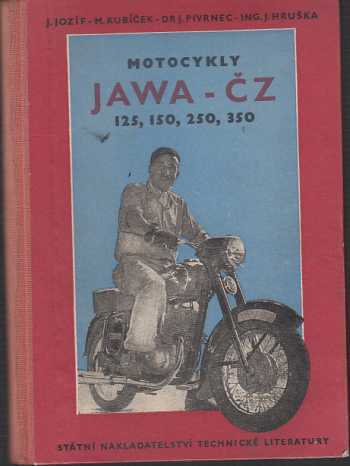 J. JOZÍF - M. KUBÍČEK - DR J. PIVRNEC - ING. J. HRUŠKA
MOTOCYKLY
JAWA - ČZ
125, 150, 250, 350
STÁTNÍ NAKLADATELSTVÍ TECHNICKÉ LITERATURY